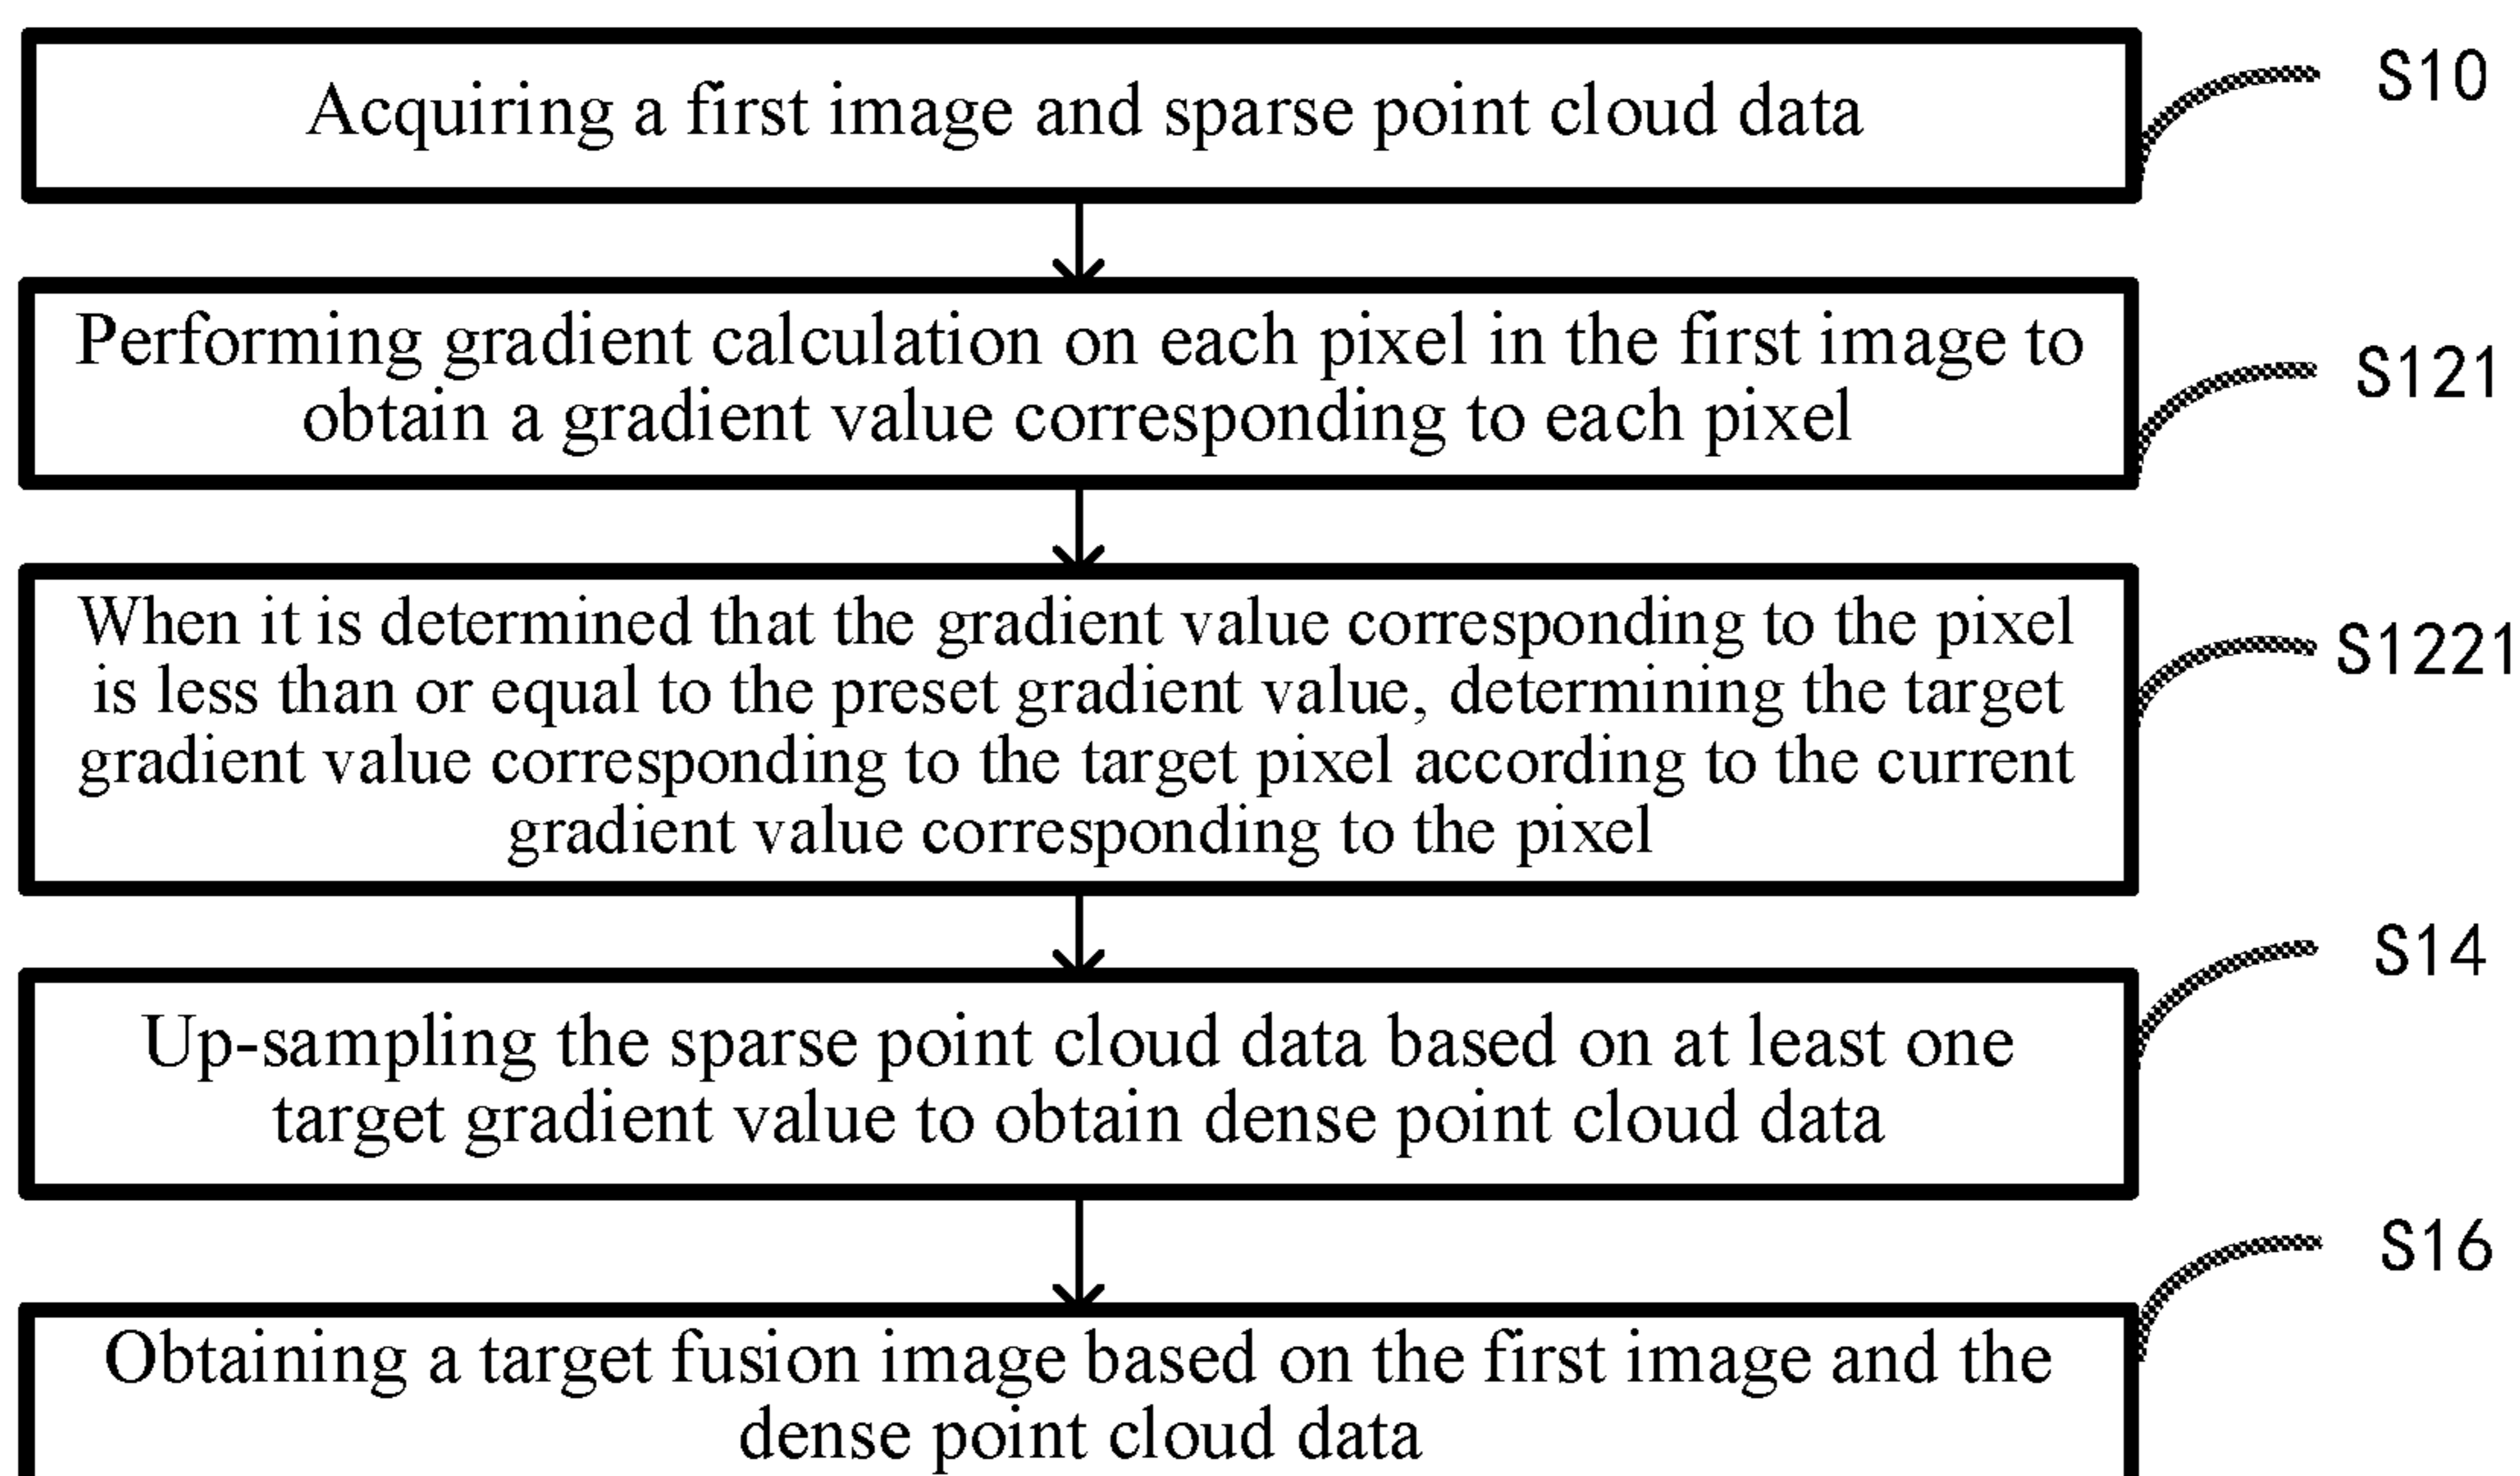 Acquiring a first image and sparse point cloud data
S10
Performing gradient calculation on each pixel in the first image to
obtain a gradient value corresponding to each pixel
S121
When it is determined that the gradient value corresponding to the pixel
is less than or equal to the preset gradient value, determining the target
gradient value corresponding to the target pixel according to the current
gradient value corresponding to the pixel
S1221
Up-sampling the sparse point cloud data based on at least one
target gradient value to obtain dense point cloud data
S14
Obtaining a target fusion image based on the first image and the
dense point cloud data
S16